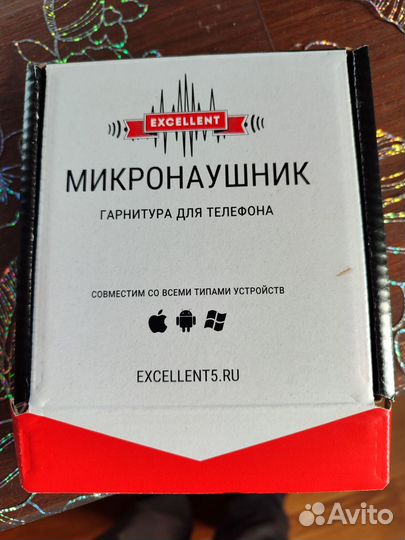 EXCELLENT
МИКРОНАУШНИК
ГАРНИТУРА ДЛЯ ТЕЛЕФОНА
СОВМЕСТИМ СО ВСЕМИ ТИПАМИ УСТРОЙСТВ
EXCELLENT5.RU
Avito